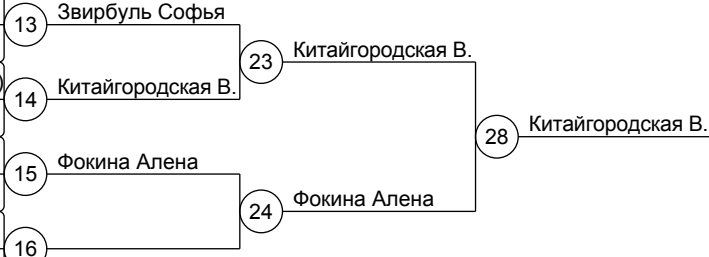 13 Звирбуль Софья
23 Китайгородская В.
14 Китайгородская В.
28 Китайгородская В.
15 Фокина Алена
24 Фокина Алена
16